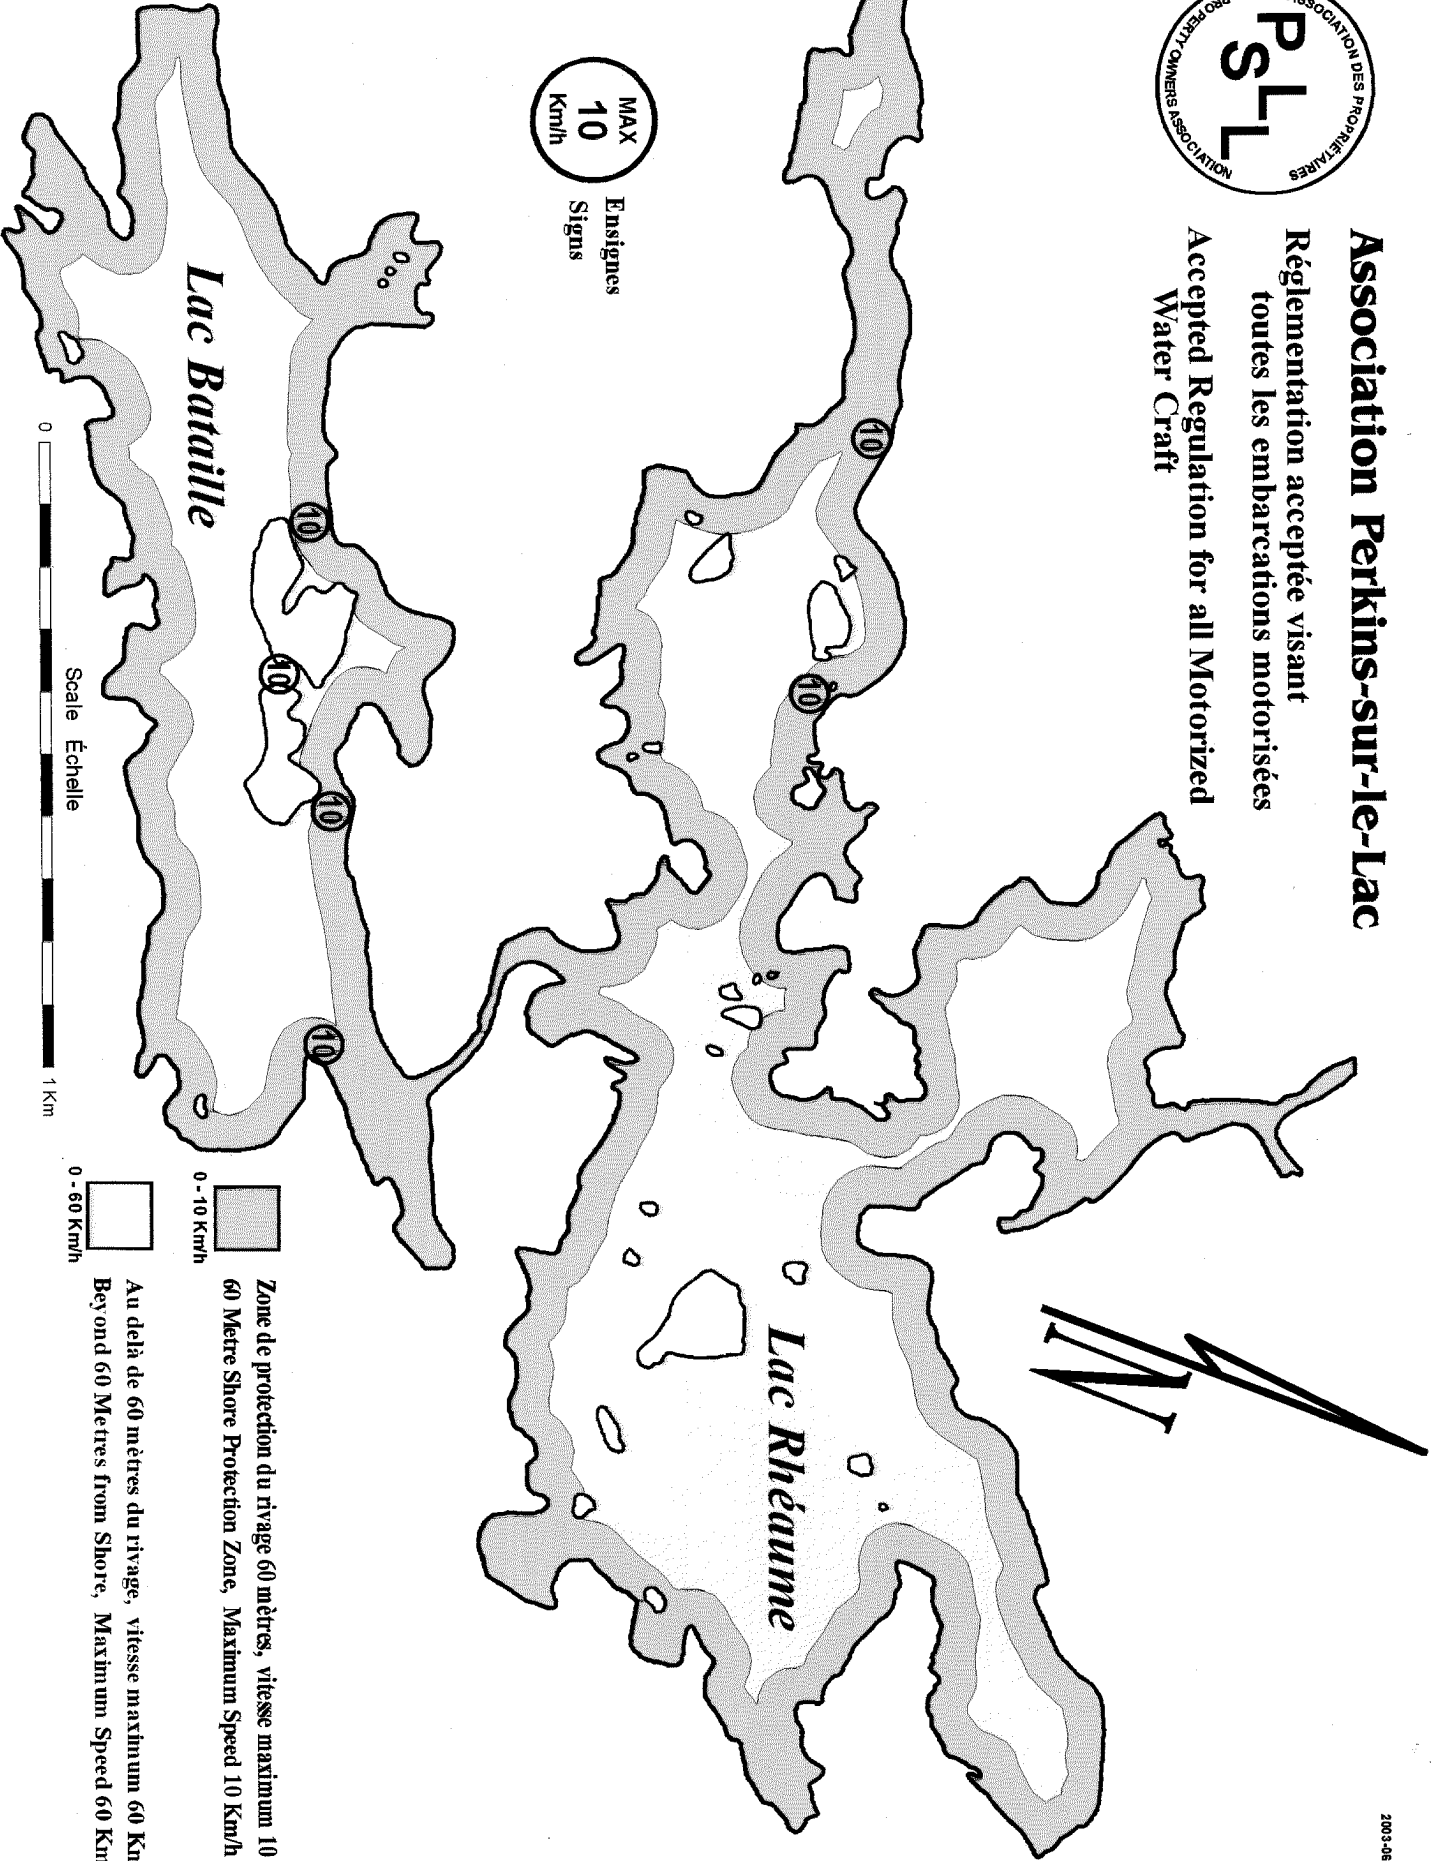 ASSOCIATION DES PROPRIÉTAIRES
PLSL
PROPERTY OWNERS ASSOCIATION
Association Perkins-sur-le-Lac
Réglementation acceptée visant
toutes les embarcations motorisées
Accepted Regulation for all Motorized
Water Craft
2003-06
MAX
10
Km/h
Ensignes
Signs
10
10
Lac Rhéaume
N
Lac Bataille
10
10
10
10
0
1 Km
Scale Échelle
0 - 10 Km/h
Zone de protection du rivage 60 mètres, vitesse maximum 10
60 Metre Shore Protection Zone, Maximum Speed 10 Km/h
0 - 60 Km/h
Au delà de 60 mètres du rivage, vitesse maximum 60 Kn
Beyond 60 Metres from Shore, Maximum Speed 60 Km